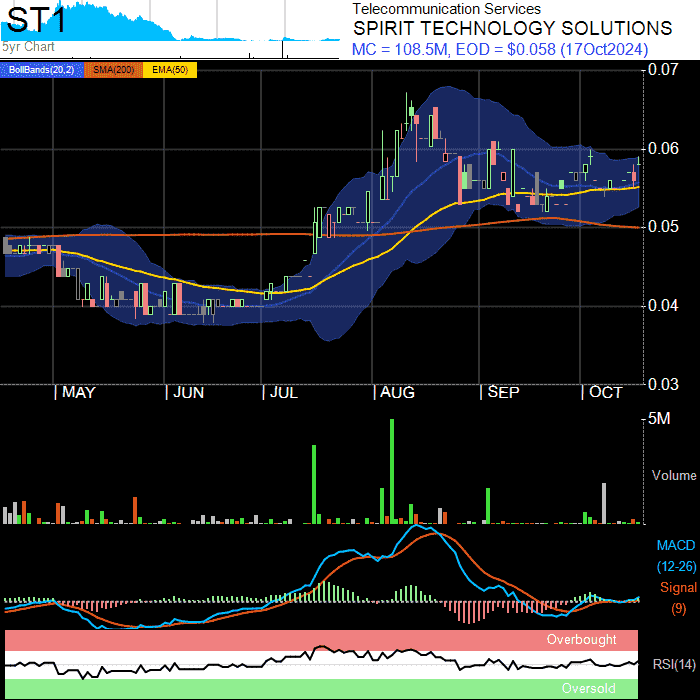 ST1
5yr Chart
Telecommunication Services
SPIRIT TECHNOLOGY SOLUTIONS
MC = 108.5M, EOD = $0.058 (17Oct2024)
BollBands(20,2) SMA(200) EMA(50)
0.07
0.06
0.05
0.04
0.03
MAY JUN JUL AUG SEP OCT
5M
Volume
MACD
(12-26)
Signal
(9)
Overbought
RSI(14)
Oversold